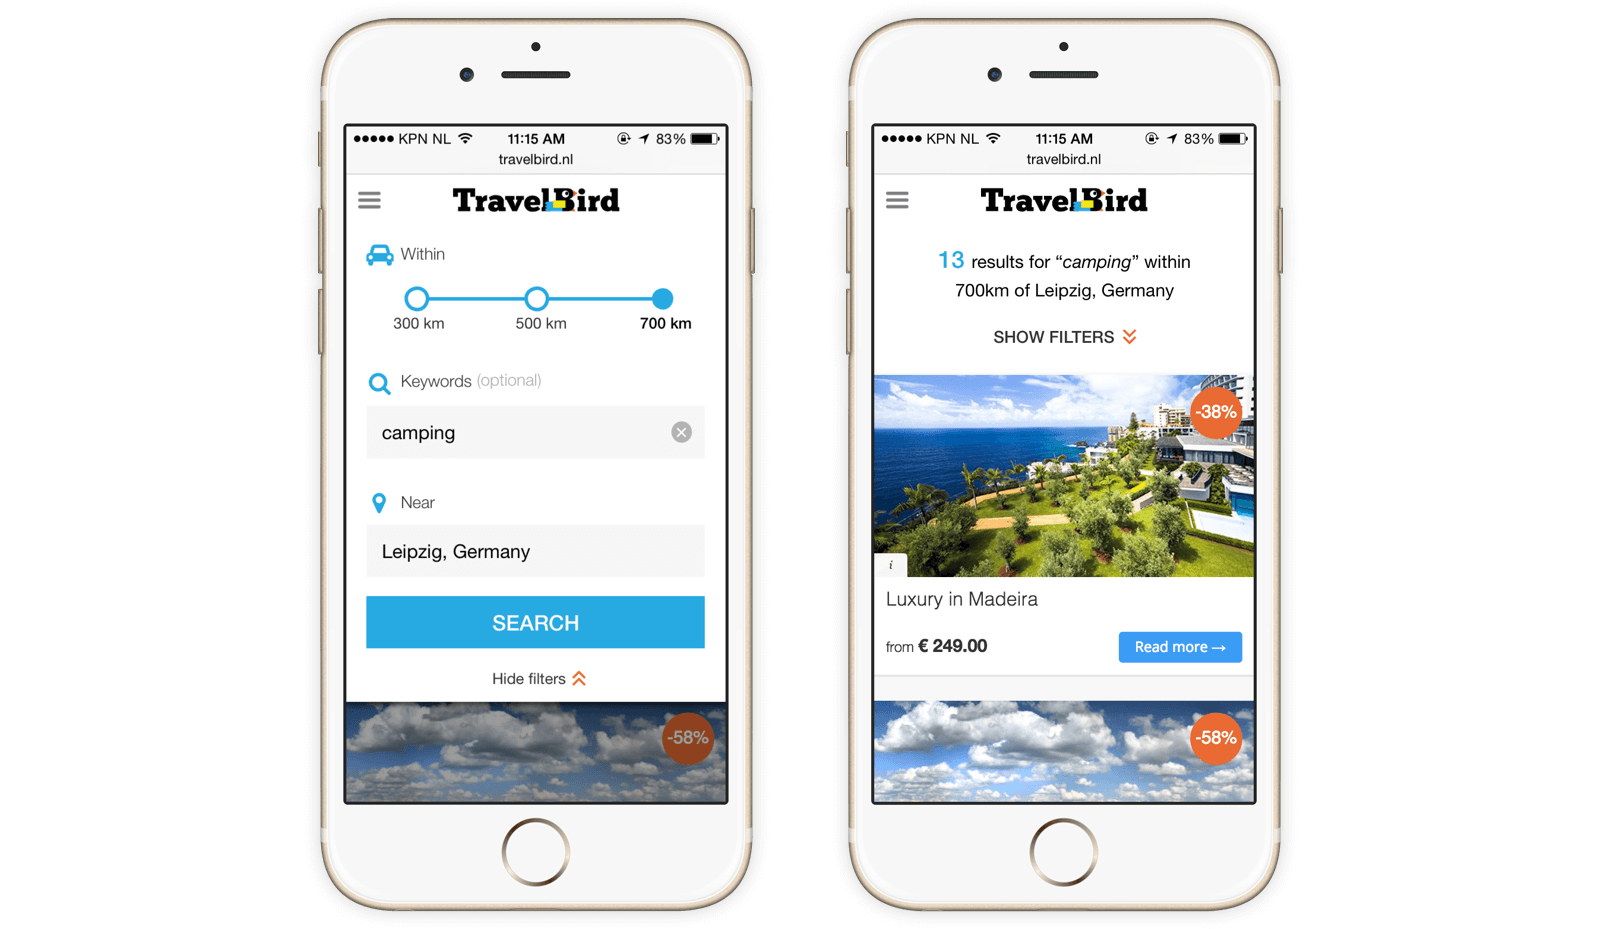 KPN NL 11:15 AM 83%
travelbird.nl
TravelBird
Within
300 km 500 km 700 km
Keywords (optional)
camping
Near
Leipzig, Germany
SEARCH
Hide filters
-58%
KPN NL 11:15 AM 83%
travelbird.nl
TravelBird
13 results for “camping” within
700km of Leipzig, Germany
SHOW FILTERS
-38%
i
Luxury in Madeira
from € 249.00 Read more →
-58%